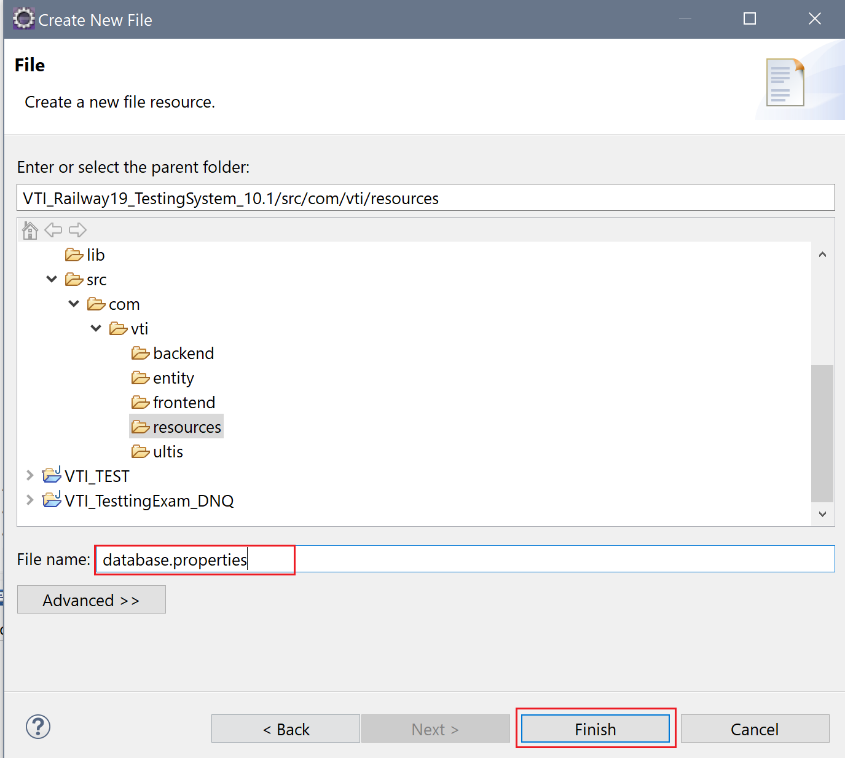 Create New File
File
Create a new file resource.
Enter or select the parent folder:
VTI_Railway19_TestingSystem_10.1/src/com/vti/resources
lib
src
com
vti
backend
entity
frontend
resources
ultis
VTI_TEST
VTI_TesttingExam_DNQ
File name: database.properties
Advanced >>
? < Back Next > Finish Cancel